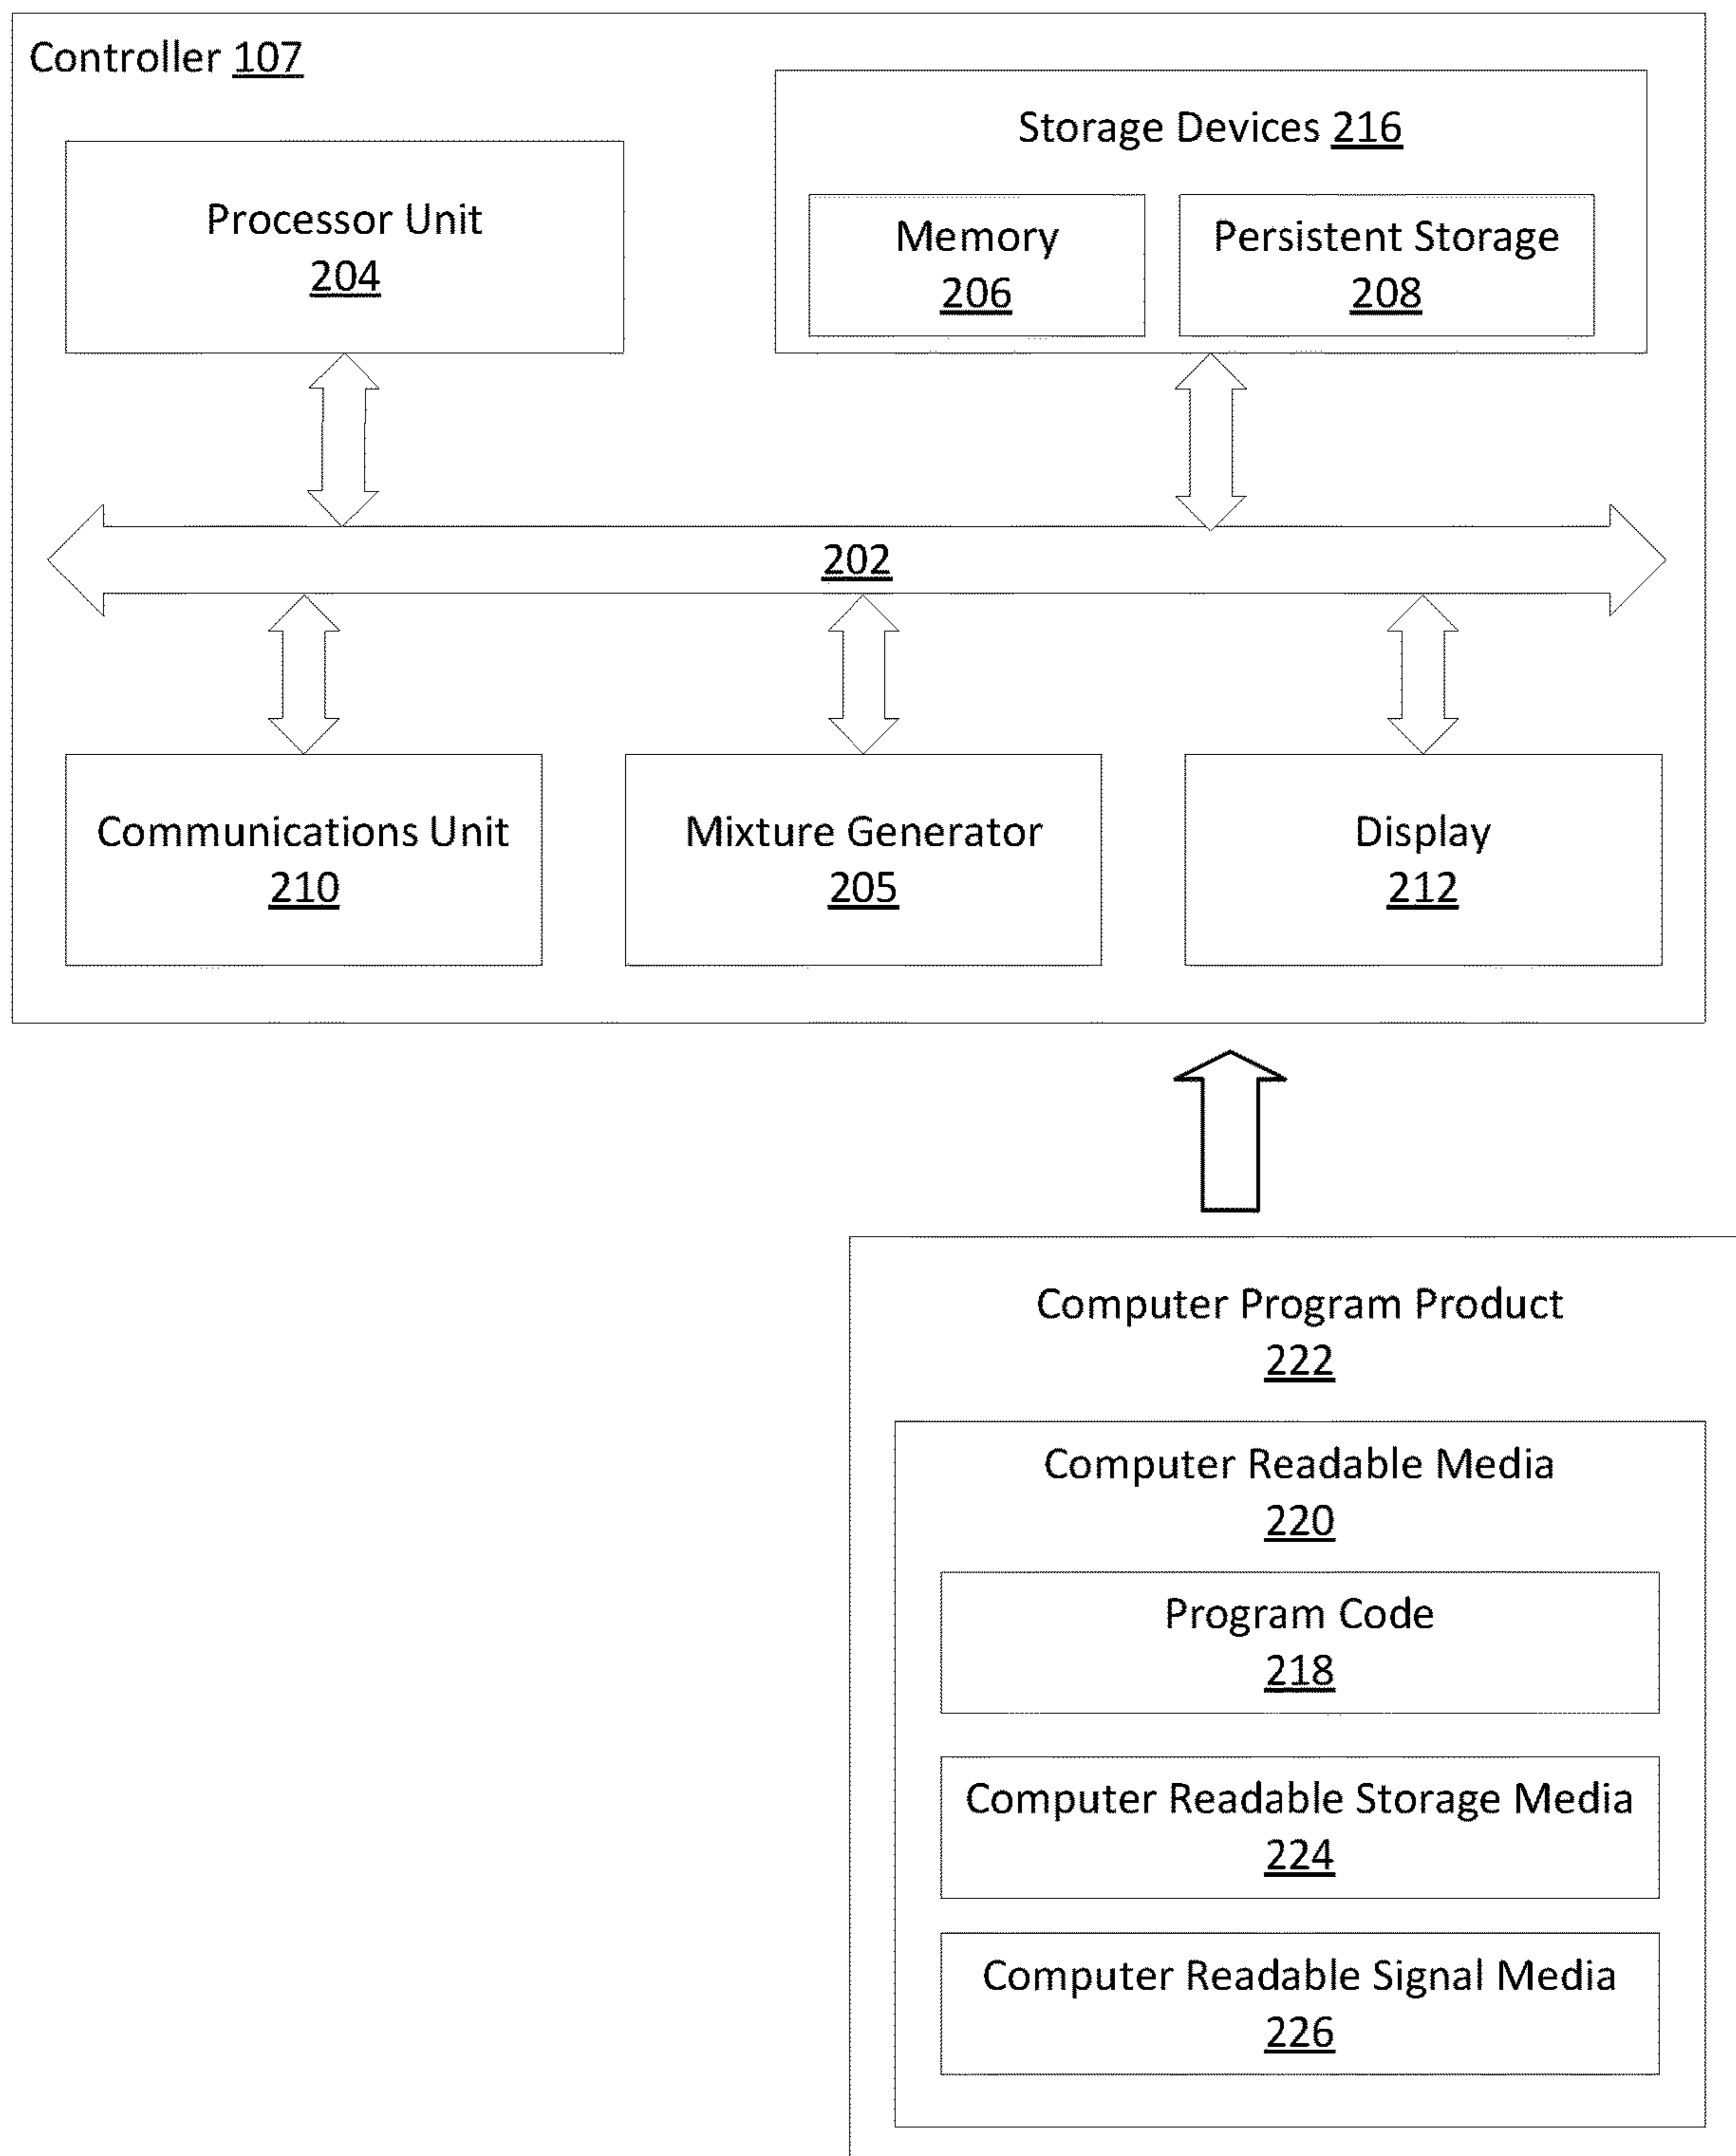 Controller 107
Storage Devices 216
Processor Unit
204
Memory
206
Persistent Storage
208
202
Communications Unit
210
Mixture Generator
205
Display
212
Computer Program Product
222
Computer Readable Media
220
Program Code
218
Computer Readable Storage Media
224
Computer Readable Signal Media
226